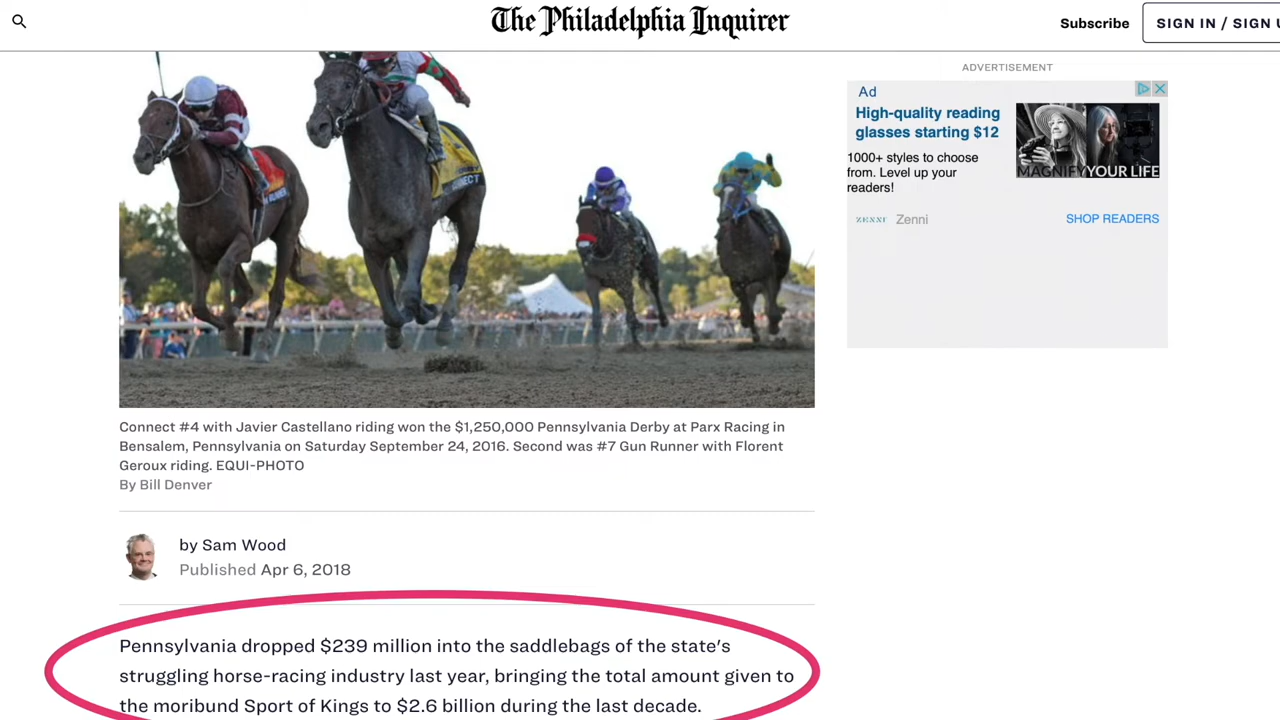 The Philadelphia Inquirer
Subscribe
SIGN IN / SIGN U
ADVERTISEMENT
Ad
High-quality reading
glasses starting $12
1000+ styles to choose
from. Level up your
readers!
MAGNIFY YOUR LIFE
ZENNI Zenni
SHOP READERS
CONNECT
Connect #4 with Javier Castellano riding won the $1,250,000 Pennsylvania Derby at Parx Racing in
Bensalem, Pennsylvania on Saturday September 24, 2016. Second was #7 Gun Runner with Florent
Geroux riding. EQUI-PHOTO
By Bill Denver
by Sam Wood
Published Apr 6, 2018
Pennsylvania dropped $239 million into the saddlebags of the state's
struggling horse-racing industry last year, bringing the total amount given to
the moribund Sport of Kings to $2.6 billion during the last decade.